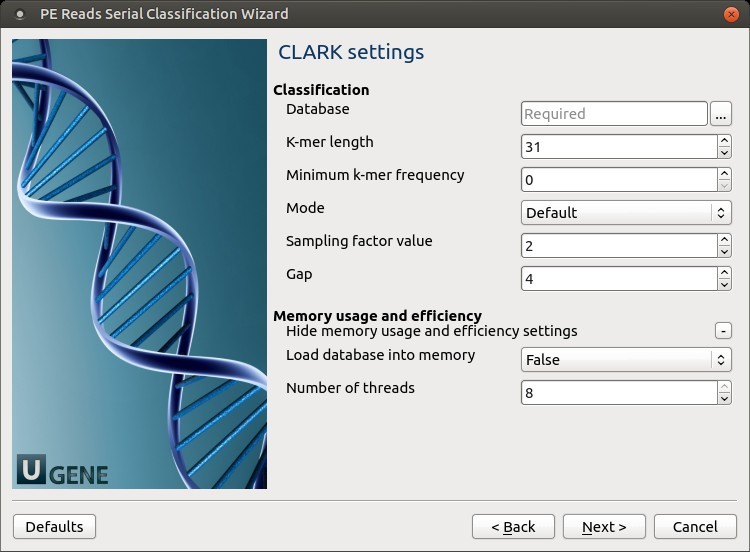 PE Reads Serial Classification Wizard
CLARK settings
Classification
Database Required ...
K-mer length 31
Minimum k-mer frequency 0
Mode Default
Sampling factor value 2
Gap 4
Memory usage and efficiency
Hide memory usage and efficiency settings -
Load database into memory False
Number of threads 8
U GENE
Defaults < Back Next > Cancel